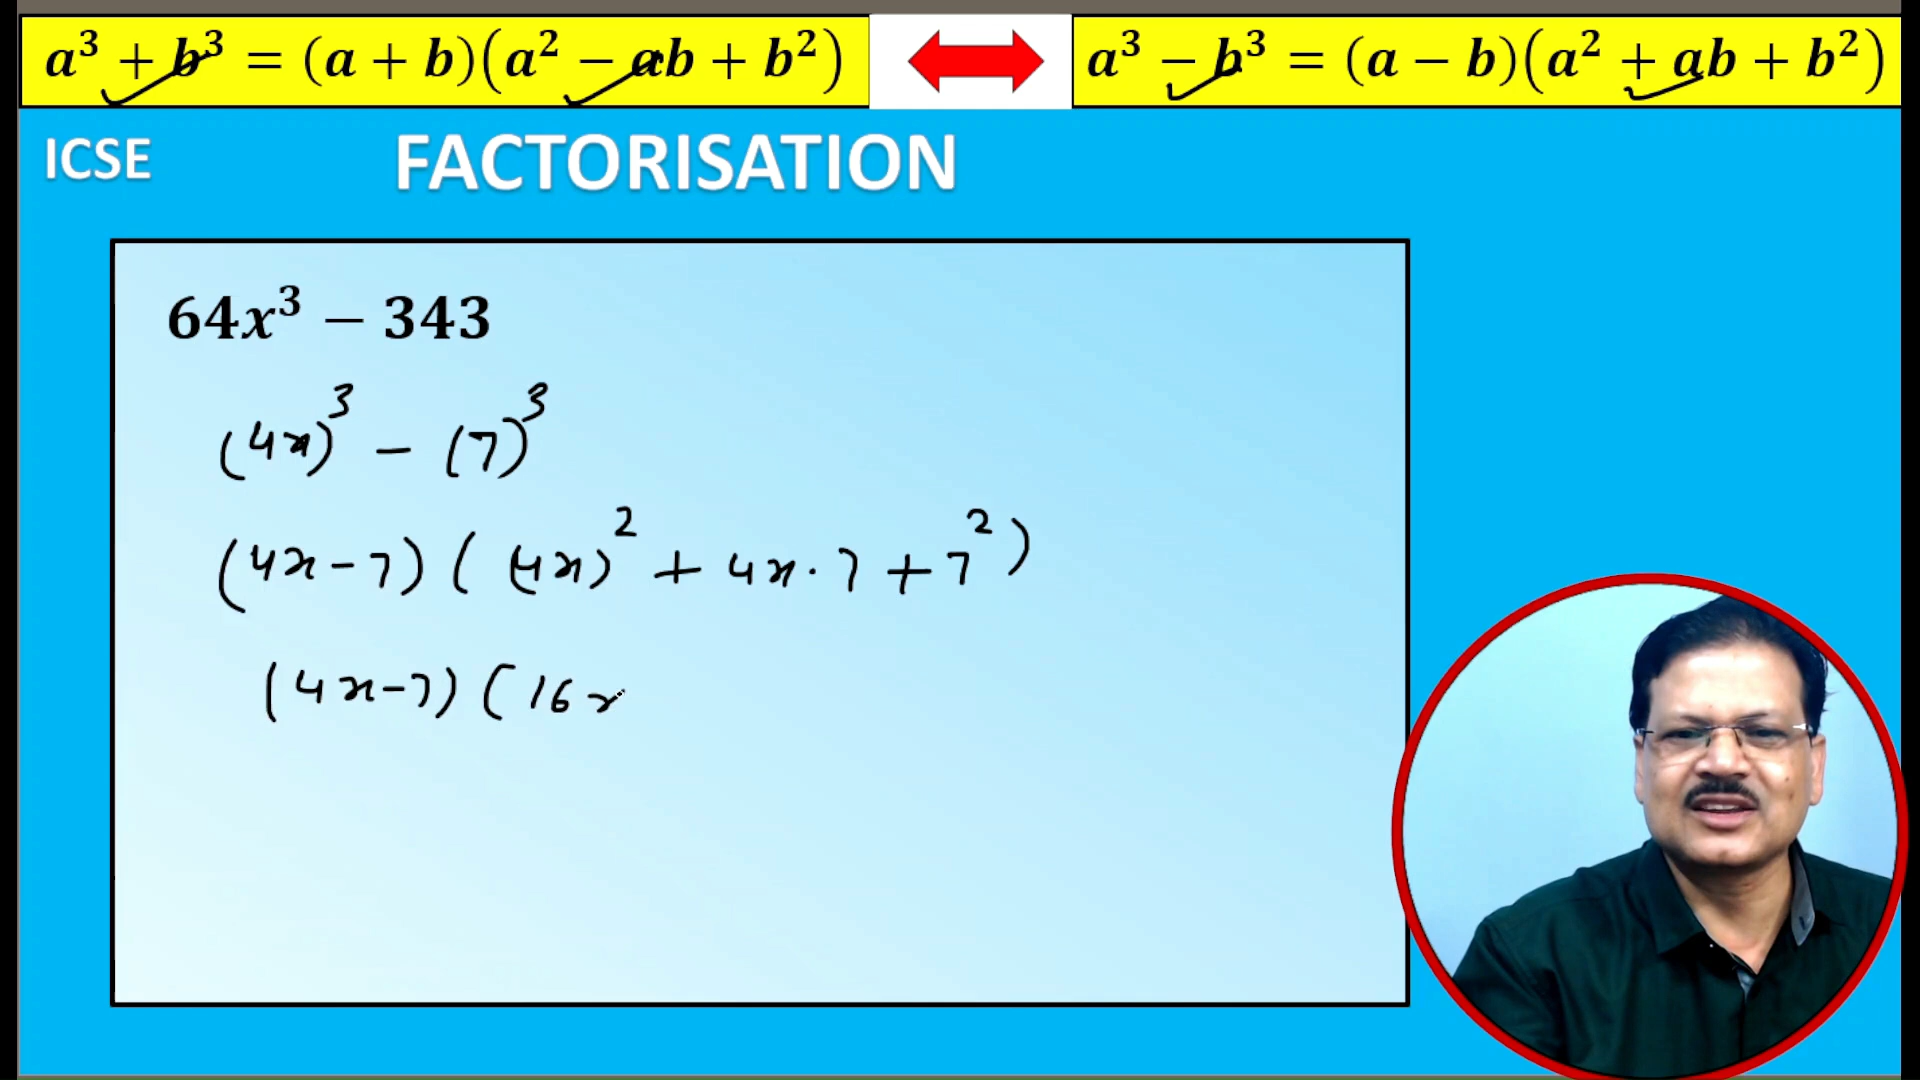 a³ + b³ = (a + b)(a² − ab + b²)
a³ − b³ = (a − b)(a² + ab + b²)
ICSE FACTORISATION
64x³ − 343
(4x)³ − (7)³
(4x−7)( (4x)² + 4x·7 + 7² )
(4x−7)(16x